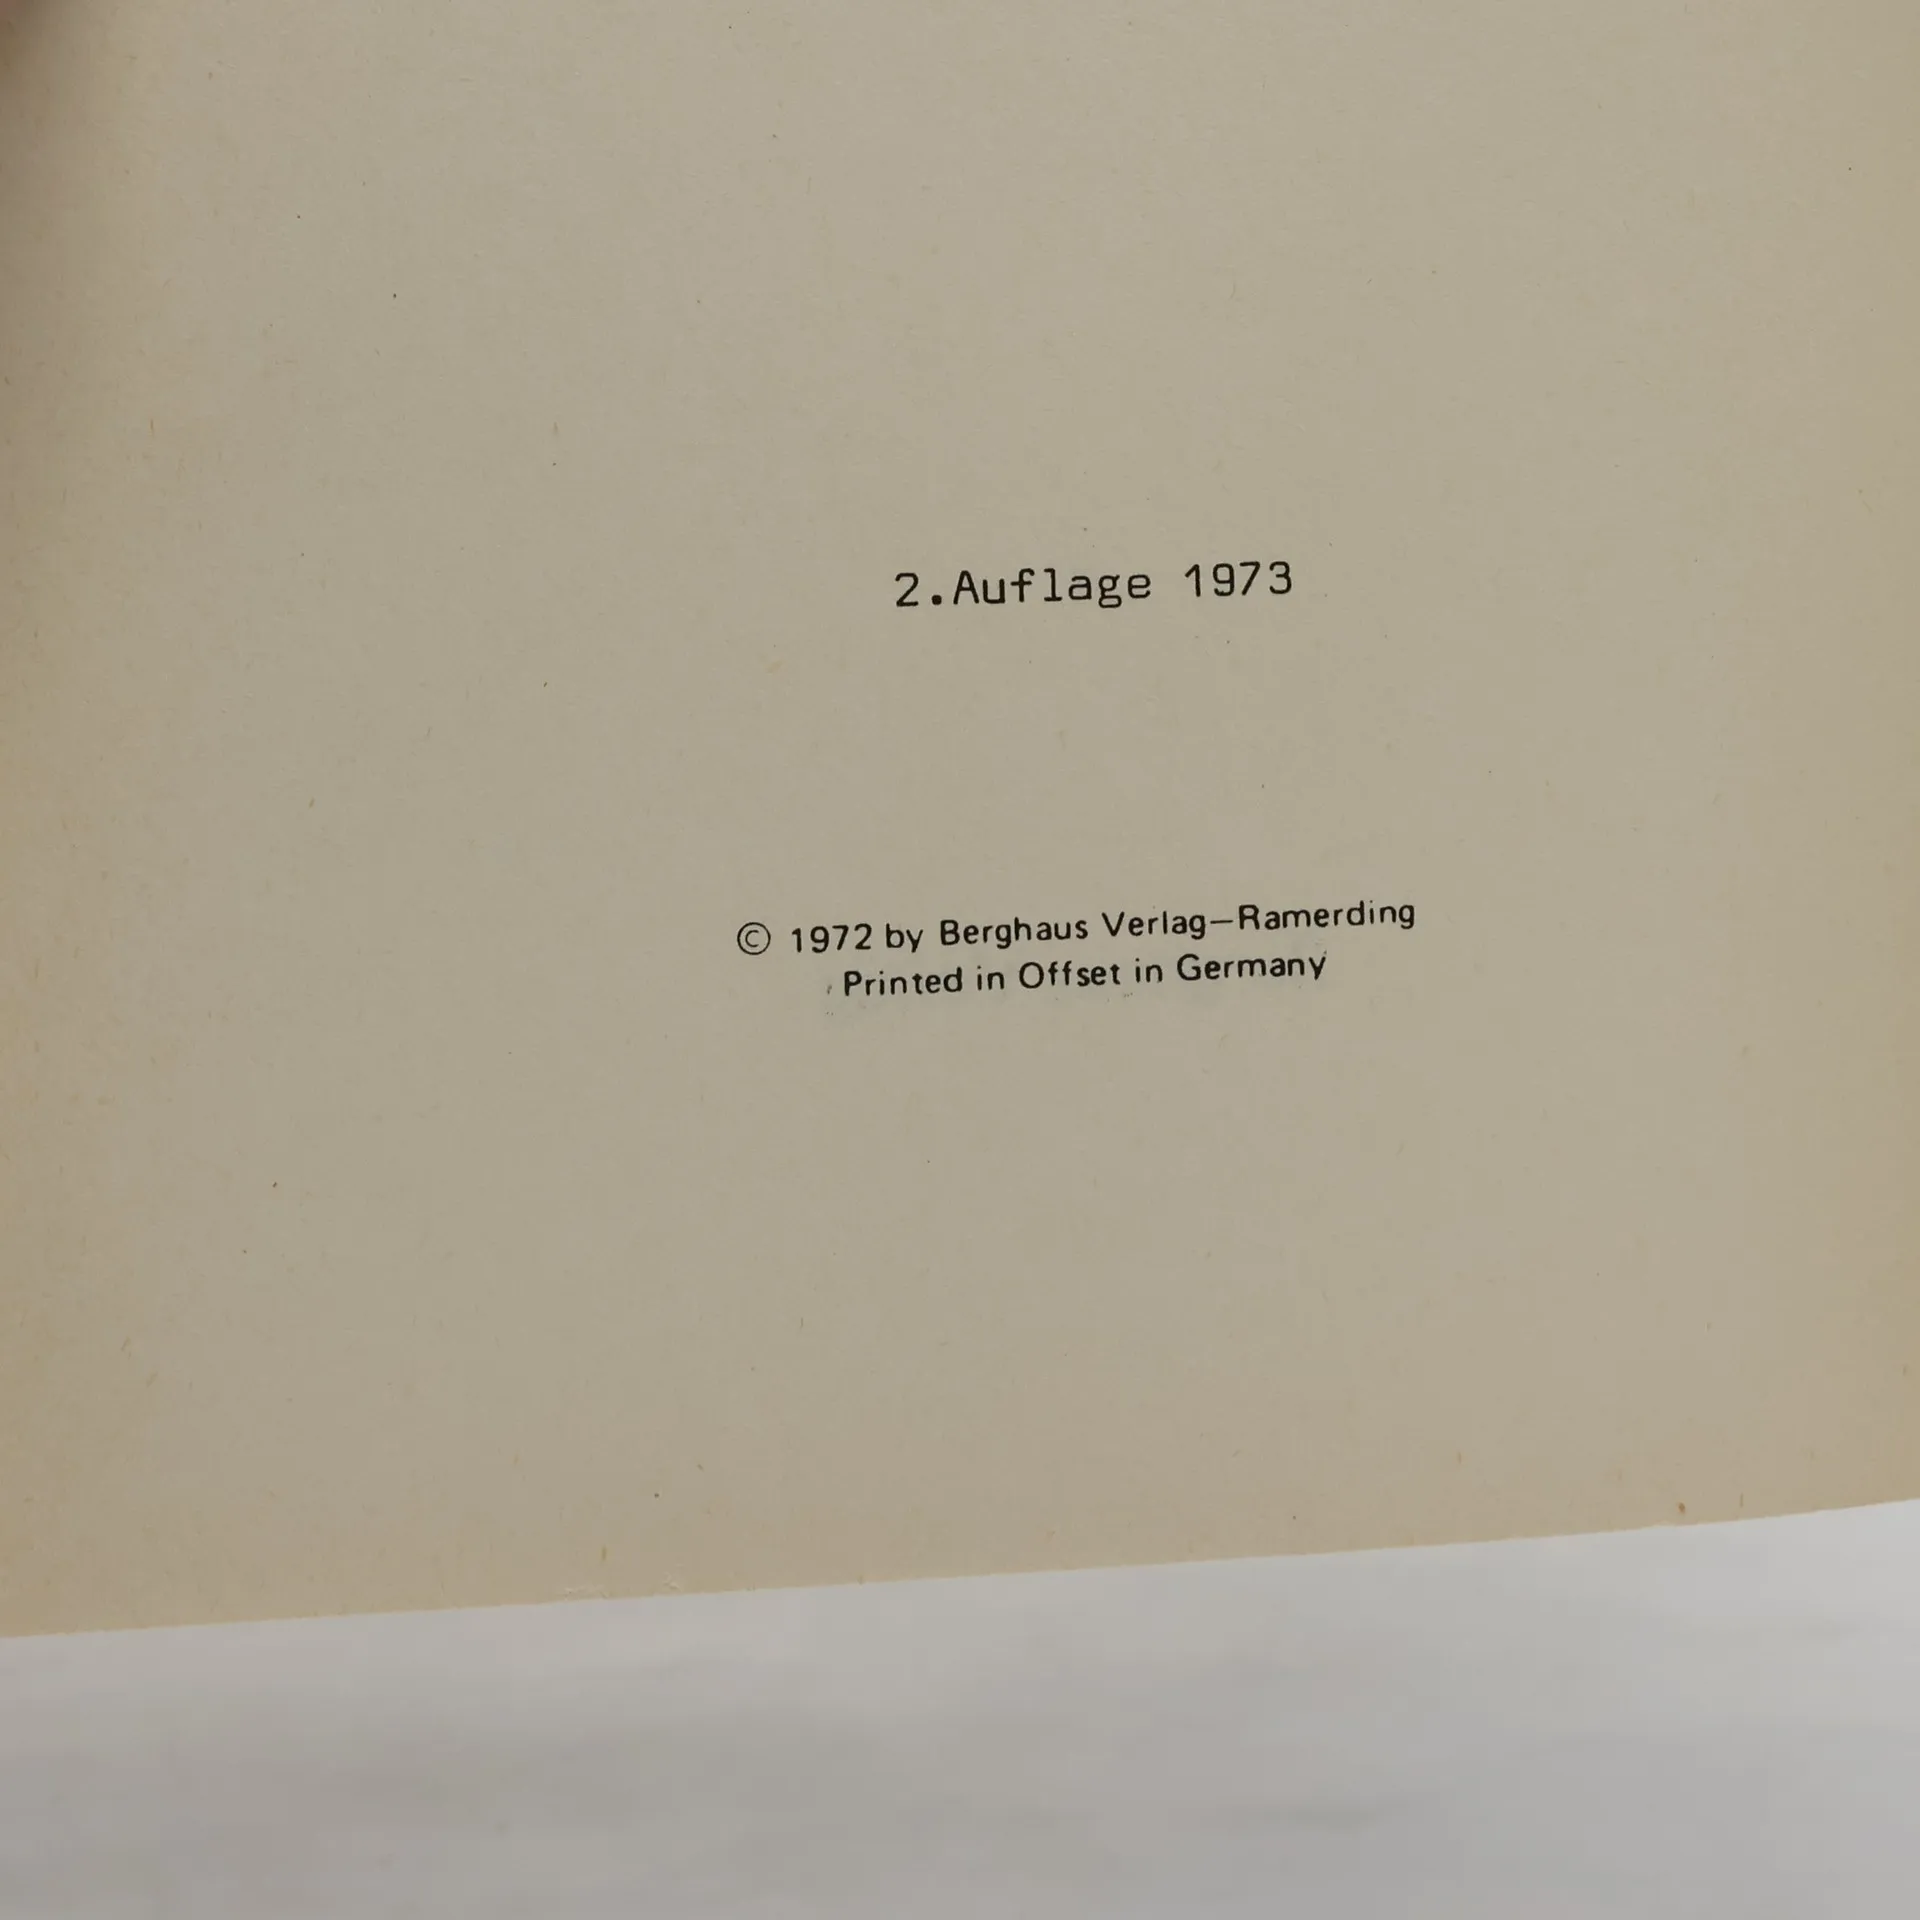 2.Auflage 1973
© 1972 by Berghaus Verlag—Ramerding
Printed in Offset in Germany